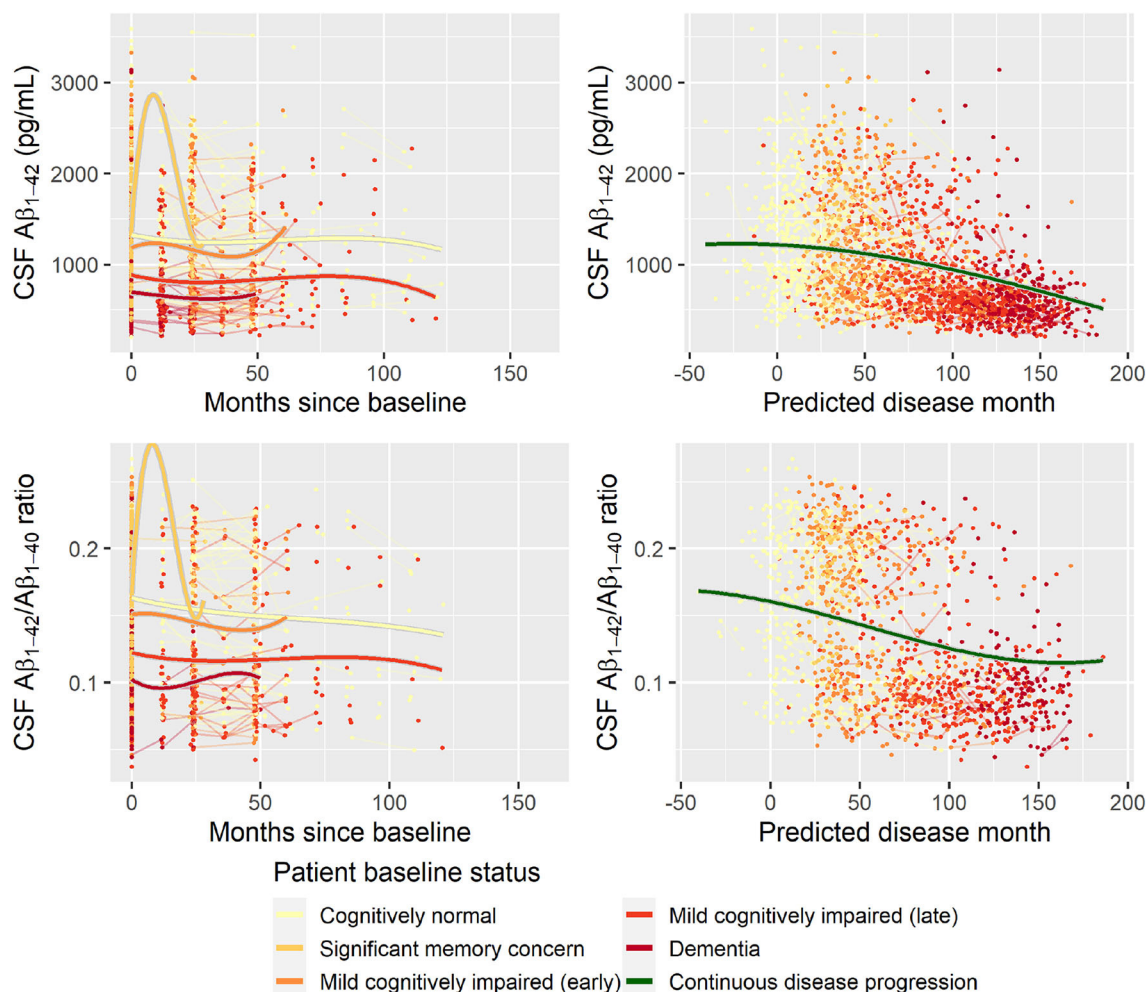 CSF Aβ1–42 (pg/mL)
3000
2000
1000
0
50
100
150
Months since baseline
CSF Aβ1–42 (pg/mL)
3000
2000
1000
-50
0
50
100
150
200
Predicted disease month
CSF Aβ1–42/Aβ1–40 ratio
0.2
0.1
0
50
100
150
Months since baseline
CSF Aβ1–42/Aβ1–40 ratio
0.2
0.1
-50
0
50
100
150
200
Predicted disease month
Patient baseline status
Cognitively normal
Significant memory concern
Mild cognitively impaired (early)
Mild cognitively impaired (late)
Dementia
Continuous disease progression